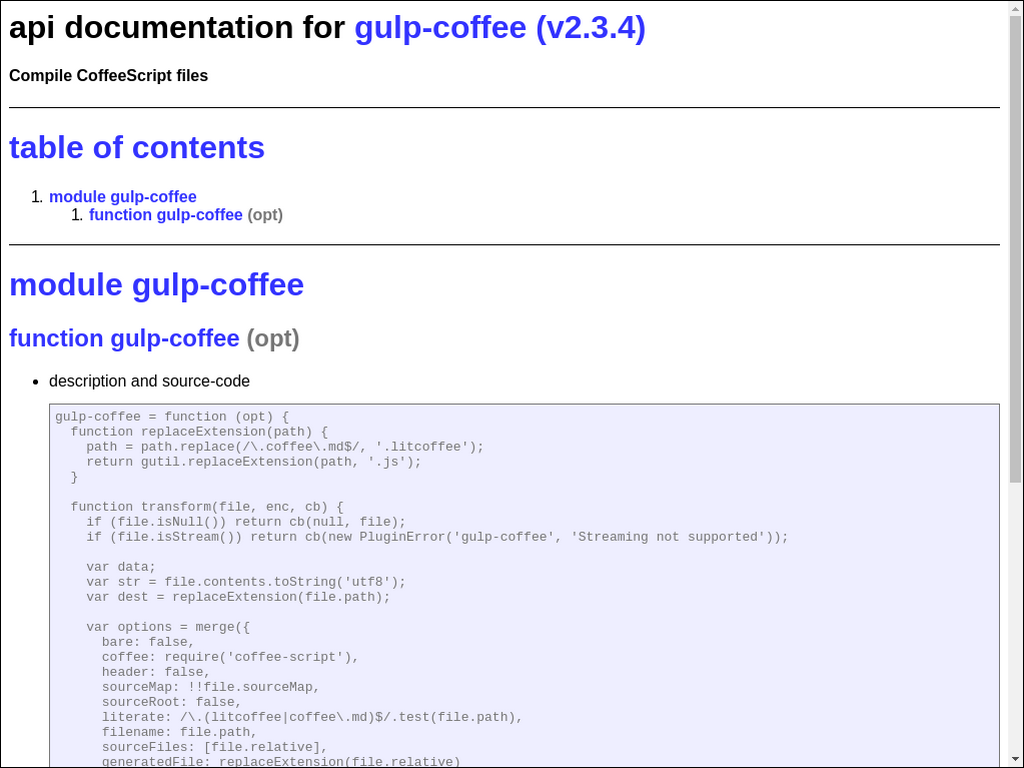 api documentation for gulp-coffee (v2.3.4)
Compile CoffeeScript files
table of contents
1. module gulp-coffee
1. function gulp-coffee (opt)
module gulp-coffee
function gulp-coffee (opt)
• description and source-code
gulp-coffee = function (opt) {
  function replaceExtension(path) {
    path = path.replace(/\.coffee\.md$/, '.litcoffee');
    return gutil.replaceExtension(path, '.js');
  }

  function transform(file, enc, cb) {
    if (file.isNull()) return cb(null, file);
    if (file.isStream()) return cb(new PluginError('gulp-coffee', 'Streaming not supported'));

    var data;
    var str = file.contents.toString('utf8');
    var dest = replaceExtension(file.path);

    var options = merge({
      bare: false,
      coffee: require('coffee-script'),
      header: false,
      sourceMap: !!file.sourceMap,
      sourceRoot: false,
      literate: /\.(litcoffee|coffee\.md)$/.test(file.path),
      filename: file.path,
      sourceFiles: [file.relative],
      generatedFile: replaceExtension(file.relative)